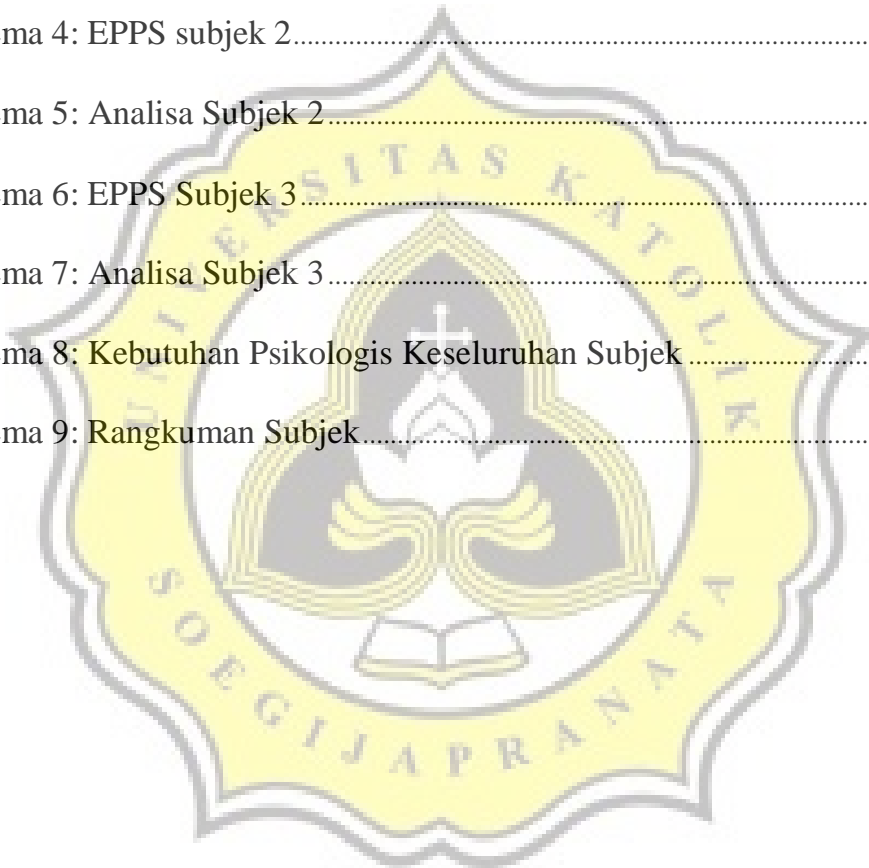 ma 4: EPPS subjek 2
ma 5: Analisa Subjek 2
ma 6: EPPS Subjek 3
ma 7: Analisa Subjek 3
ma 8: Kebutuhan Psikologis Keseluruhan Subjek
ma 9: Rangkuman Subjek
UNIVERSITAS KATOLIK
SOEGIJAPRANATA